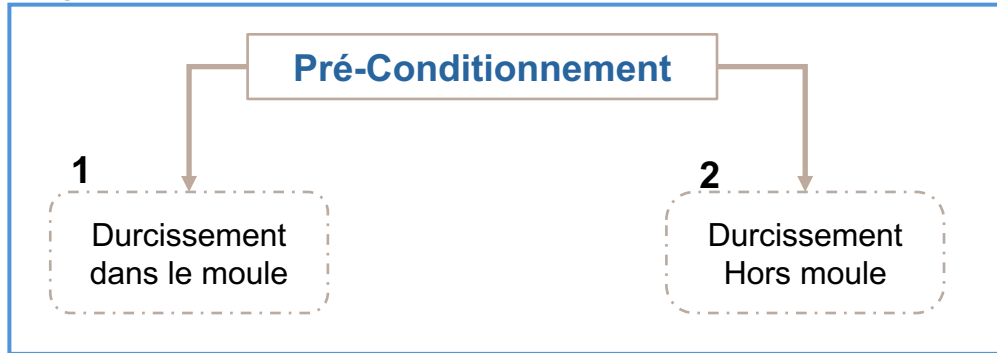 Pré-Conditionnement
1
Durcissement
dans le moule
2
Durcissement
Hors moule